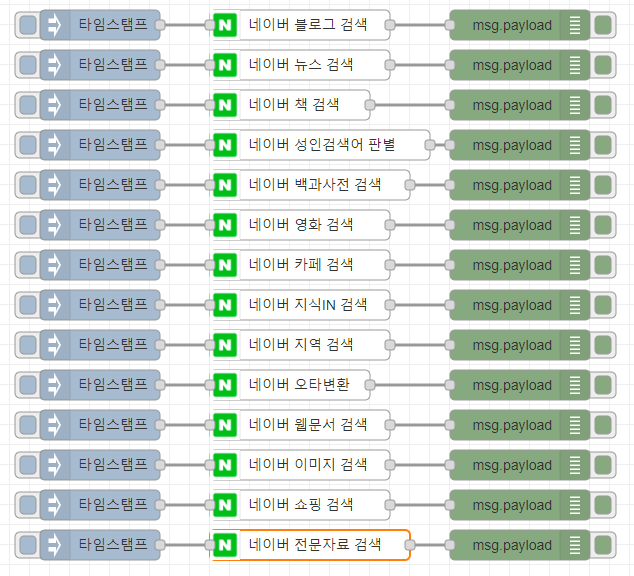 타임스탬프 N 네이버 블로그 검색 msg.payload
타임스탬프 N 네이버 뉴스 검색 msg.payload
타임스탬프 N 네이버 책 검색 msg.payload
타임스탬프 N 네이버 성인검색어 판별 msg.payload
타임스탬프 N 네이버 백과사전 검색 msg.payload
타임스탬프 N 네이버 영화 검색 msg.payload
타임스탬프 N 네이버 카페 검색 msg.payload
타임스탬프 N 네이버 지식IN 검색 msg.payload
타임스탬프 N 네이버 지역 검색 msg.payload
타임스탬프 N 네이버 오타변환 msg.payload
타임스탬프 N 네이버 웹문서 검색 msg.payload
타임스탬프 N 네이버 이미지 검색 msg.payload
타임스탬프 N 네이버 쇼핑 검색 msg.payload
타임스탬프 N 네이버 전문자료 검색 msg.payload